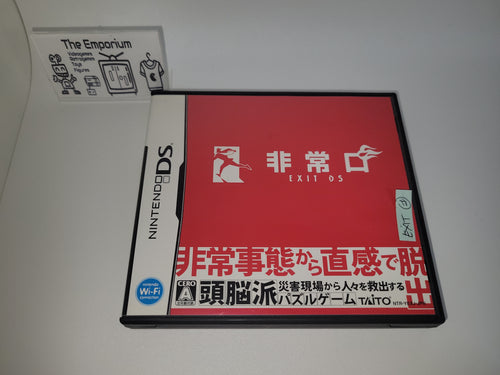 The Emporium
Videogames
Retrogames
Toys
Figures
NINTENDO DS™
非常口
EXIT DS
非常事態から直感で脱出
CERO
A
頭脳派
災害現場から人々を救出する
パズルゲーム
TAITO
Nintendo
Wi-Fi
Connection